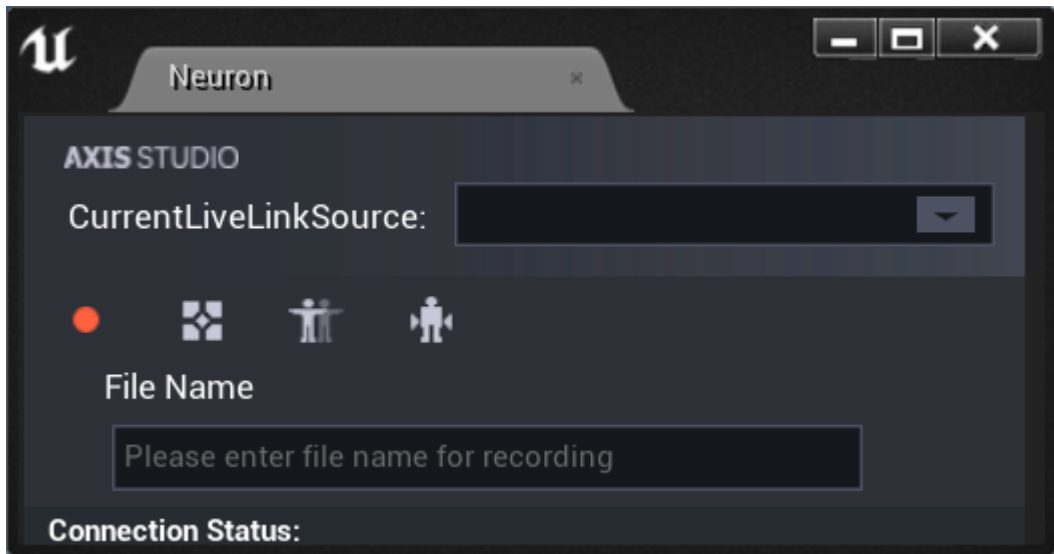 Neuron
AXIS STUDIO
CurrentLiveLinkSource:
File Name
Please enter file name for recording
Connection Status: